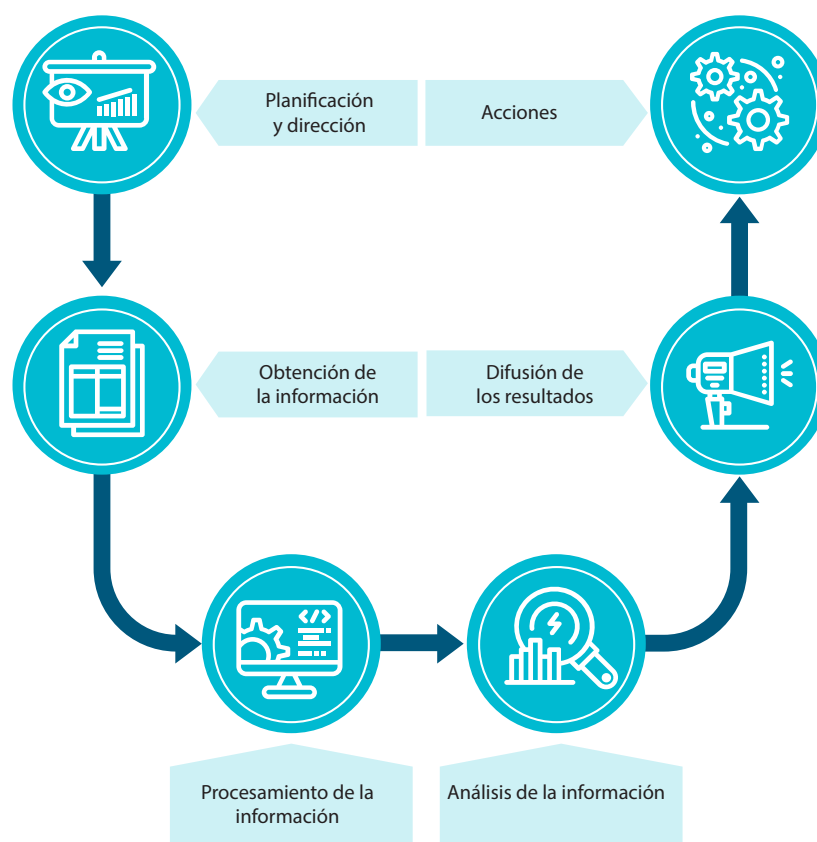 Planificación
y dirección
Acciones
Obtención de
la información
Difusión de
los resultados
</>
Procesamiento de la
información
Análisis de la información